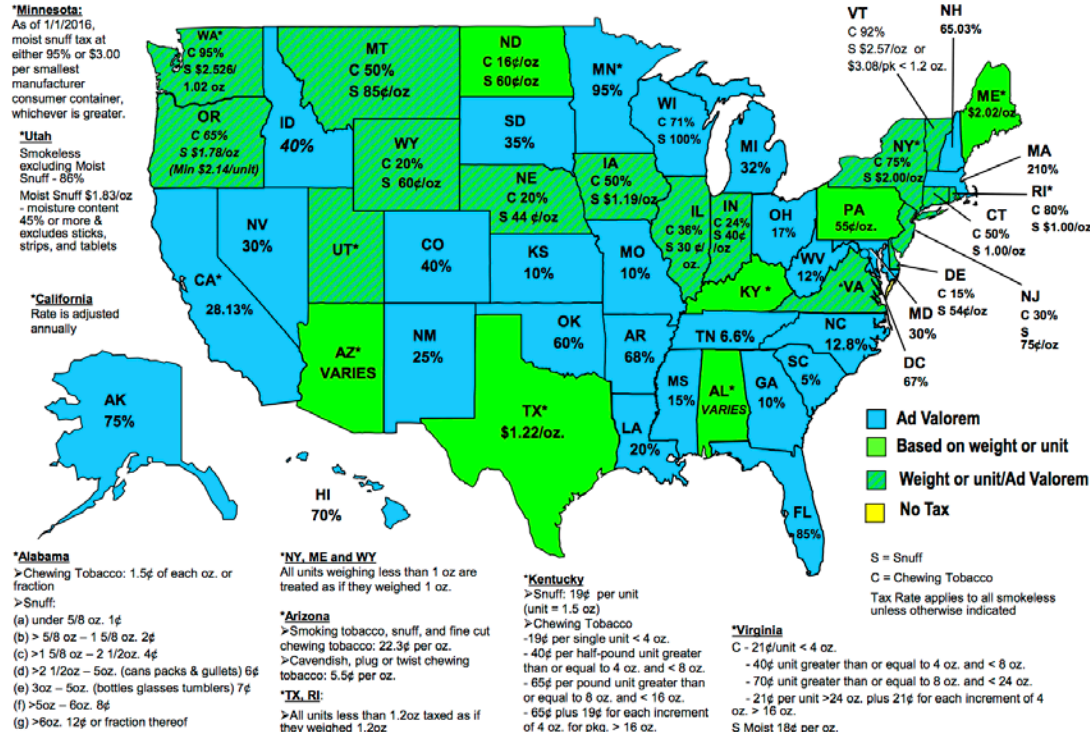 *Minnesota:
As of 1/1/2016,
moist snuff tax at
either 95% or $3.00
per smallest
manufacturer
consumer container,
whichever is greater.
*Utah
Smokeless
excluding Moist
Snuff - 86%
Moist Snuff $1.83/oz
- moisture content
45% or more &
excludes sticks,
strips, and tablets
*California
Rate is adjusted
annually
WA*
C 95%
S $2.526/
1.02 oz
OR
C 65%
S $1.78/oz
(Min $2.14/unit)
ID
40%
MT
C 50%
S 85¢/oz
WY
C 20%
S 60¢/oz
ND
C 16¢/oz
S 60¢/oz
SD
35%
NE
C 20%
S 44 ¢/oz
MN*
95%
WI
C 71%
S 100%
IA
C 50%
S $1.19/oz
MI
32%
IL
C 36%
S 30 ¢/
oz.
IN
C 24%
S 40¢
/oz
OH
17%
NV
30%
CA*
28.13%
UT*
CO
40%
KS
10%
MO
10%
AZ*
VARIES
NM
25%
OK
60%
AR
68%
TX*
$1.22/oz.
LA
20%
MS
15%
AL*
VARIES
GA
10%
TN 6.6%
KY *
WV
12%
*VA
NC
12.8%
SC
5%
FL
85%
PA
55¢/oz.
NY*
C 75%
S $2.00/oz
VT
C 92%
S $2.57/oz or
$3.08/pk < 1.2 oz.
NH
65.03%
ME*
$2.02/oz
MA
210%
RI*
C 80%
S $1.00/oz
CT
C 50%
S 1.00/oz
NJ
C 30%
S
75¢/oz
DE
C 15%
S 54¢/oz
MD
30%
DC
67%
AK
75%
HI
70%
Ad Valorem
Based on weight or unit
Weight or unit/Ad Valorem
No Tax
S = Snuff
C = Chewing Tobacco
Tax Rate applies to all smokeless
unless otherwise indicated
*Alabama
➢Chewing Tobacco: 1.5¢ of each oz. or
fraction
➢Snuff:
(a) under 5/8 oz. 1¢
(b) > 5/8 oz – 1 5/8 oz. 2¢
(c) >1 5/8 oz – 2 1/2oz. 4¢
(d) >2 1/2oz – 5oz. (cans packs & gullets) 6¢
(e) 3oz – 5oz. (bottles glasses tumblers) 7¢
(f) >5oz – 6oz. 8¢
(g) >6oz. 12¢ or fraction thereof
*NY, ME and WY
All units weighing less than 1 oz are
treated as if they weighed 1 oz.
*Arizona
➢Smoking tobacco, snuff, and fine cut
chewing tobacco: 22.3¢ per oz.
➢Cavendish, plug or twist chewing
tobacco: 5.5¢ per oz.
*TX, RI:
➢All units less than 1.2oz taxed as if
they weighed 1.2oz
*Kentucky
➢Snuff: 19¢ per unit
(unit = 1.5 oz)
➢Chewing Tobacco
-19¢ per single unit < 4 oz.
- 40¢ per half-pound unit greater
than or equal to 4 oz. and < 8 oz.
- 65¢ per pound unit greater than
or equal to 8 oz. and < 16 oz.
- 65¢ plus 19¢ for each increment
of 4 oz. for pkg. > 16 oz.
*Virginia
C - 21¢/unit < 4 oz.
- 40¢ unit greater than or equal to 4 oz. and < 8 oz.
- 70¢ unit greater than or equal to 8 oz. and < 24 oz.
- 21¢ per unit >24 oz. plus 21¢ for each increment of 4
oz. > 16 oz.
S Moist 18¢ per oz.